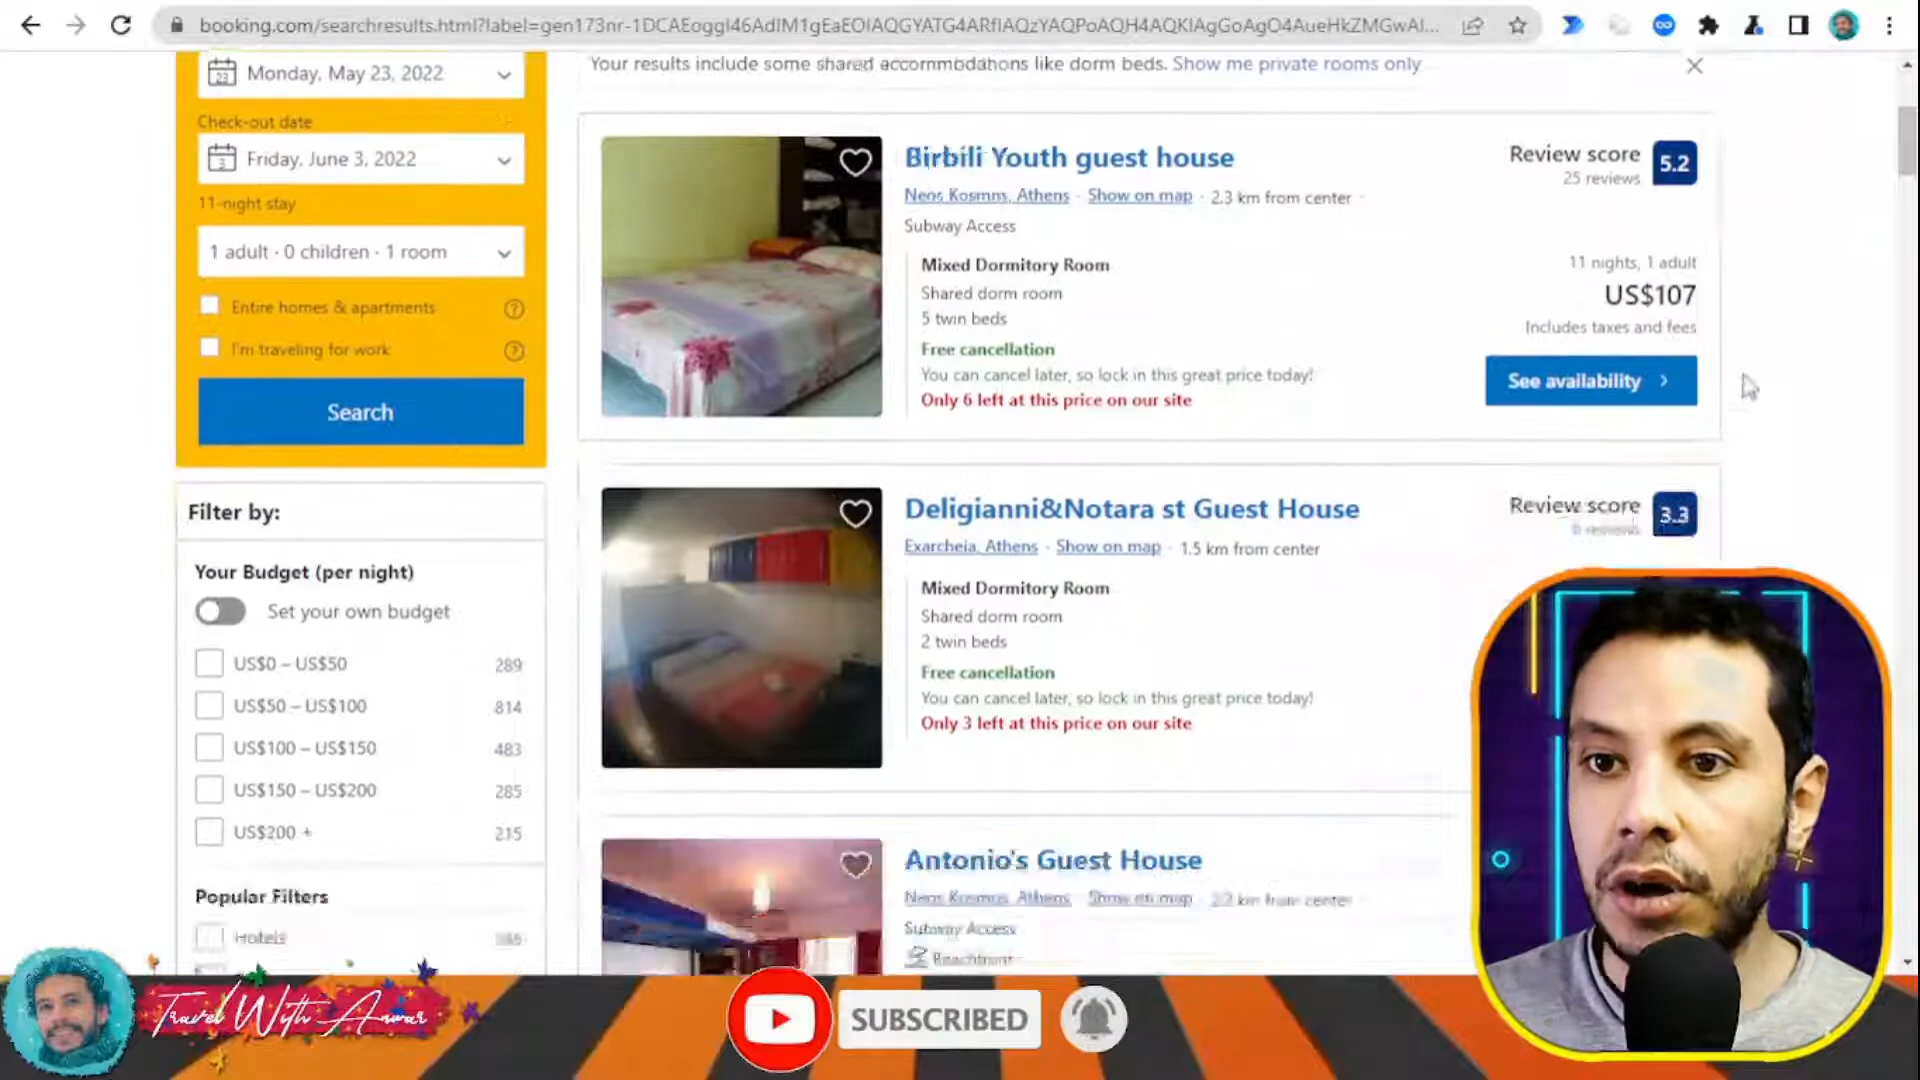 booking.com/searchresults.html?label=gen173nr-1DCAEoggI46AdIM1gEaEOIAQGYATG4ARfIAQzYAQPoAQH4AQKIAgGoAgO4AueHkZMGwAI...
Monday, May 23, 2022
Check-out date
Friday, June 3, 2022
11-night stay
1 adult · 0 children · 1 room
Entire homes & apartments
I'm traveling for work
Search
Filter by:
Your Budget (per night)
Set your own budget
US$0 – US$50 289
US$50 – US$100 814
US$100 – US$150 483
US$150 – US$200 285
US$200 + 215
Popular Filters
Hotels
Your results include some shared accommodations like dorm beds. Show me private rooms only
Birbili Youth guest house
Neos Kosmos, Athens · Show on map · 2.3 km from center
Subway Access
Mixed Dormitory Room
Shared dorm room
5 twin beds
Free cancellation
You can cancel later, so lock in this great price today!
Only 6 left at this price on our site
Review score 5.2
25 reviews
11 nights, 1 adult
US$107
Includes taxes and fees
See availability
Deligianni&Notara st Guest House
Exarcheia, Athens · Show on map · 1.5 km from center
Mixed Dormitory Room
Shared dorm room
2 twin beds
Free cancellation
You can cancel later, so lock in this great price today!
Only 3 left at this price on our site
Review score 3.3
reviews
Antonio's Guest House
Neos Kosmos, Athens Show on map km from center
Subway Access
Beachfront
Travel With Anwar
SUBSCRIBED